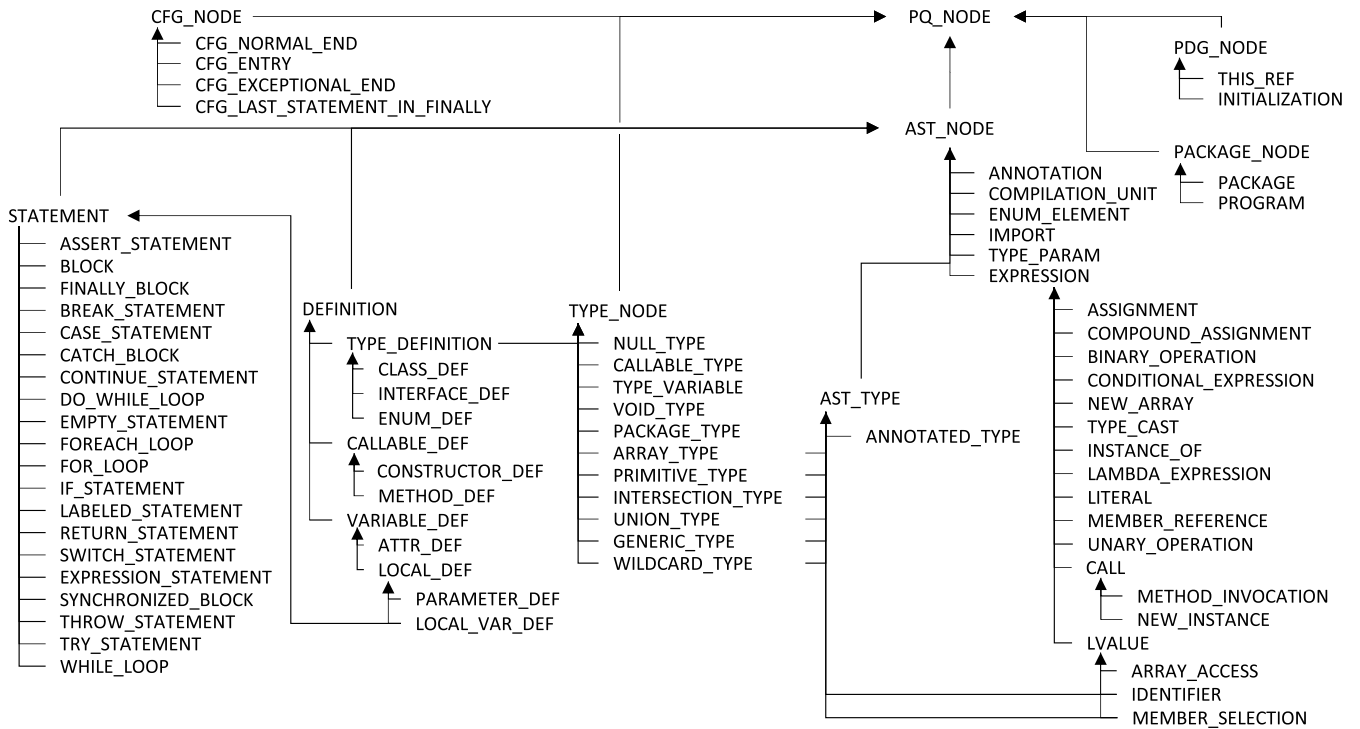 CFG_NODE
CFG_NORMAL_END
CFG_ENTRY
CFG_EXCEPTIONAL_END
CFG_LAST_STATEMENT_IN_FINALLY
PQ_NODE
PDG_NODE
THIS_REF
INITIALIZATION
PACKAGE_NODE
PACKAGE
PROGRAM
AST_NODE
ANNOTATION
COMPILATION_UNIT
ENUM_ELEMENT
IMPORT
TYPE_PARAM
EXPRESSION
STATEMENT
ASSERT_STATEMENT
BLOCK
FINALLY_BLOCK
BREAK_STATEMENT
CASE_STATEMENT
CATCH_BLOCK
CONTINUE_STATEMENT
DO_WHILE_LOOP
EMPTY_STATEMENT
FOREACH_LOOP
FOR_LOOP
IF_STATEMENT
LABELED_STATEMENT
RETURN_STATEMENT
SWITCH_STATEMENT
EXPRESSION_STATEMENT
SYNCHRONIZED_BLOCK
THROW_STATEMENT
TRY_STATEMENT
WHILE_LOOP
DEFINITION
TYPE_DEFINITION
CLASS_DEF
INTERFACE_DEF
ENUM_DEF
CALLABLE_DEF
CONSTRUCTOR_DEF
METHOD_DEF
VARIABLE_DEF
ATTR_DEF
LOCAL_DEF
PARAMETER_DEF
LOCAL_VAR_DEF
TYPE_NODE
NULL_TYPE
CALLABLE_TYPE
TYPE_VARIABLE
VOID_TYPE
PACKAGE_TYPE
ARRAY_TYPE
PRIMITIVE_TYPE
INTERSECTION_TYPE
UNION_TYPE
GENERIC_TYPE
WILDCARD_TYPE
AST_TYPE
ANNOTATED_TYPE
ASSIGNMENT
COMPOUND_ASSIGNMENT
BINARY_OPERATION
CONDITIONAL_EXPRESSION
NEW_ARRAY
TYPE_CAST
INSTANCE_OF
LAMBDA_EXPRESSION
LITERAL
MEMBER_REFERENCE
UNARY_OPERATION
CALL
METHOD_INVOCATION
NEW_INSTANCE
LVALUE
ARRAY_ACCESS
IDENTIFIER
MEMBER_SELECTION